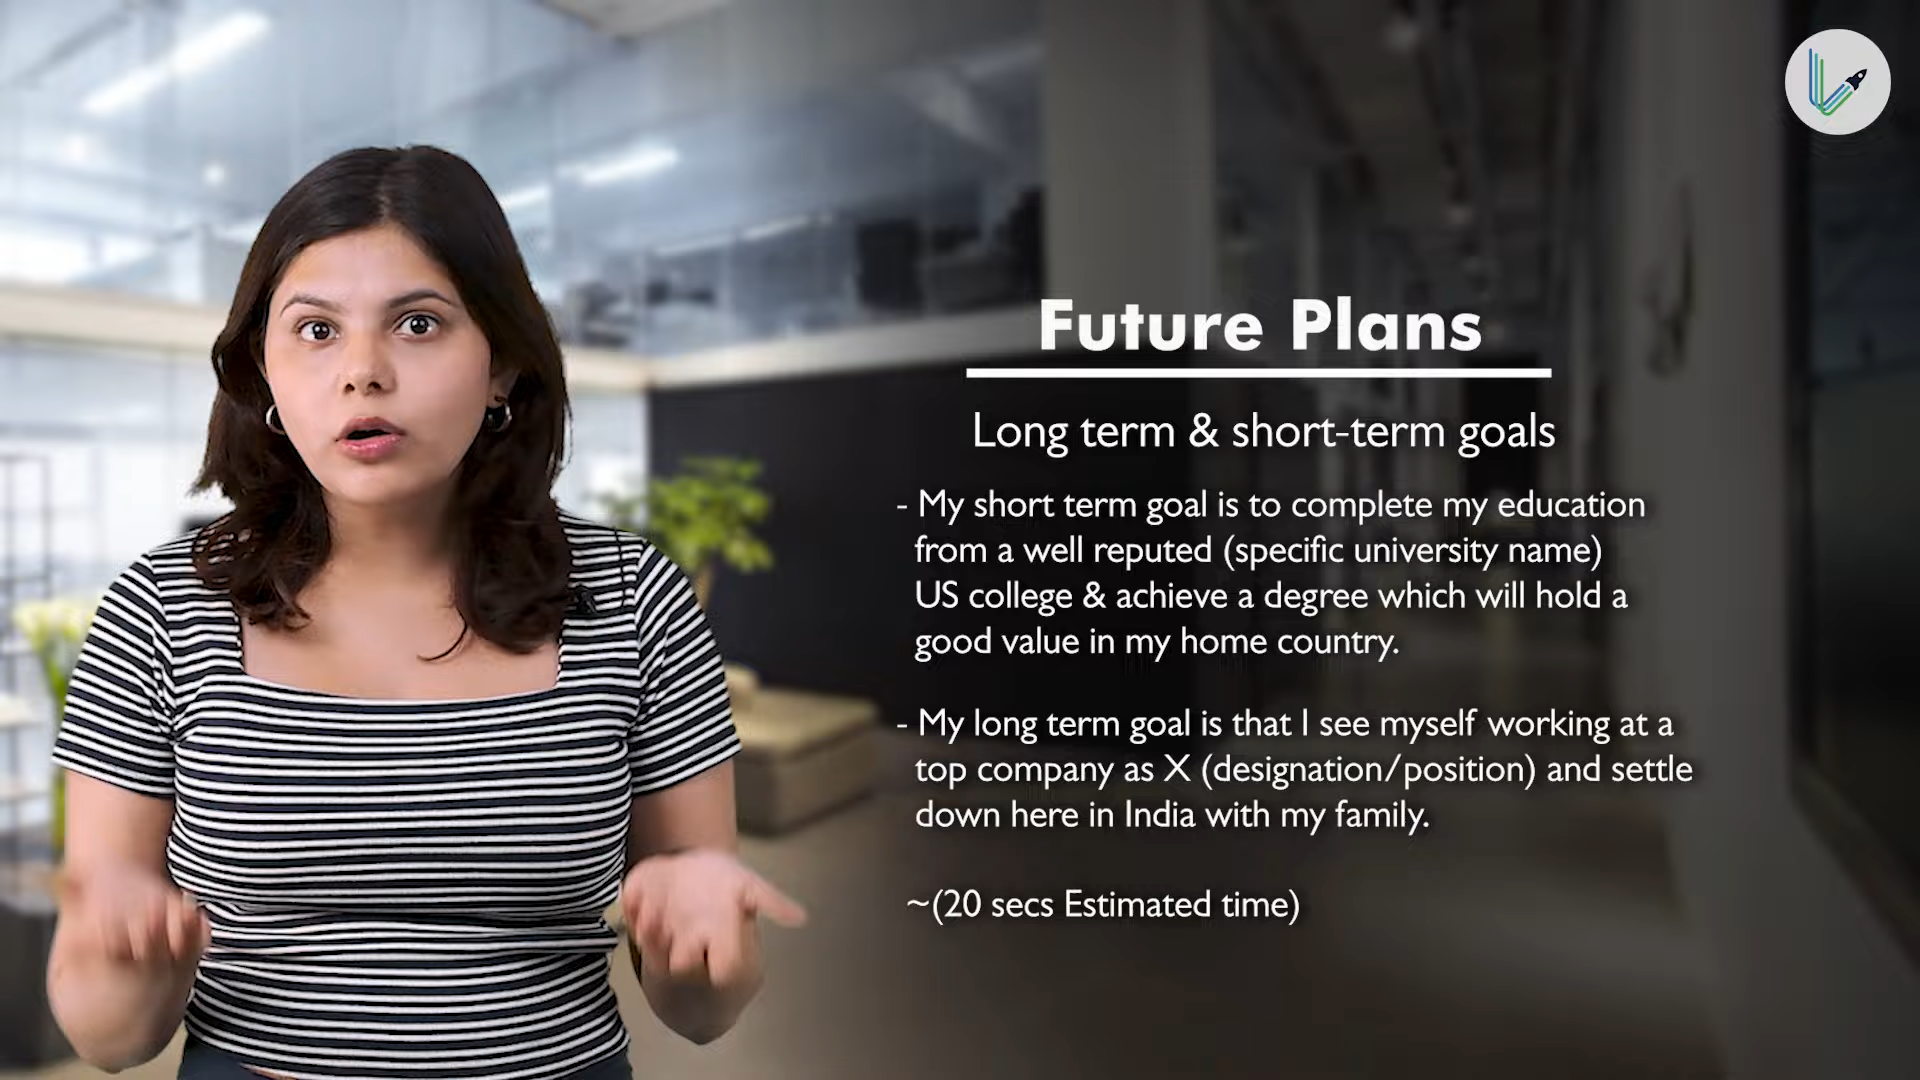 Future Plans
Long term & short-term goals
- My short term goal is to complete my education
from a well reputed (specific university name)
US college & achieve a degree which will hold a
good value in my home country.
- My long term goal is that I see myself working at a
top company as X (designation/position) and settle
down here in India with my family.
~(20 secs Estimated time)